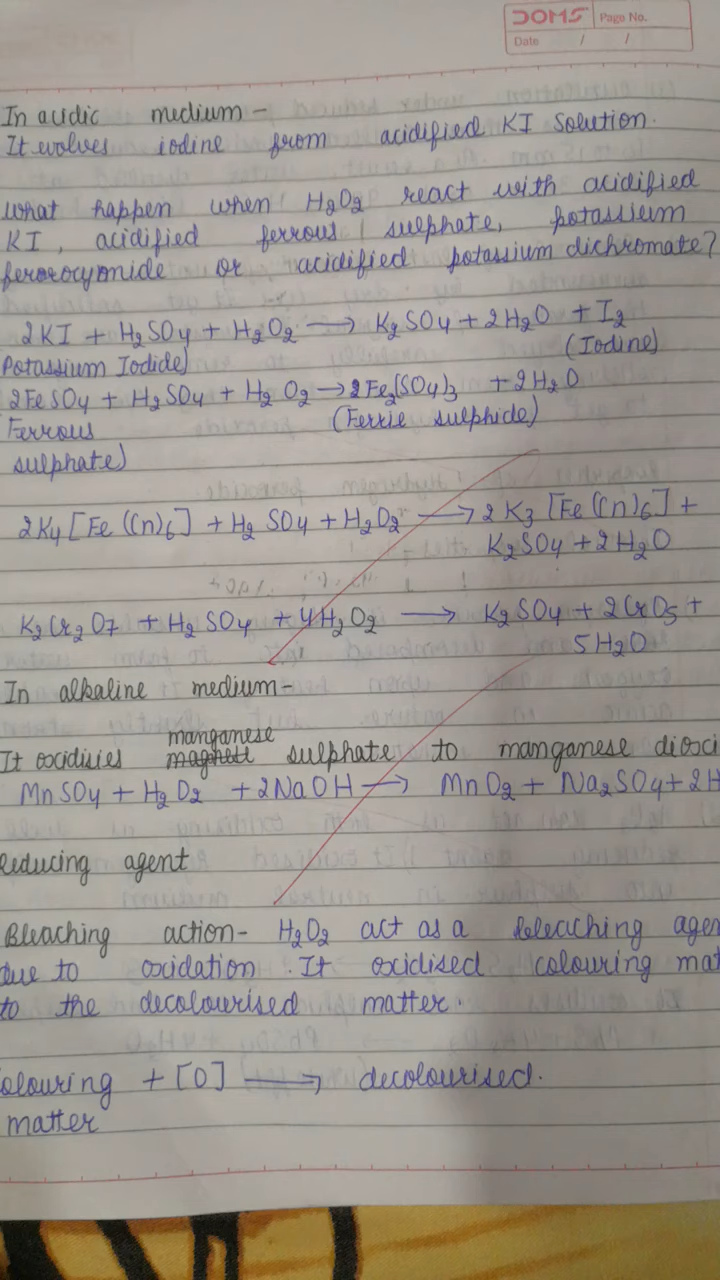 DOMS Page No.
Date / /
In acidic medium-
It evolves iodine from acidified KI solution.
what happen when H₂O₂ react with acidified
KI, acidified ferrous sulphate, potassium
ferrocyonide or acidified potassium dichromate?
2KI + H₂SO₄ + H₂O₂ → K₂SO₄ + 2H₂O + I₂
Potassium Iodide) (Iodine)
2FeSO₄ + H₂SO₄ + H₂O₂ → 2Fe₂(SO₄)₃ + 2H₂O
Ferrous (Ferric sulphide)
sulphate)
2K₄[Fe(Cn)₆] + H₂SO₄ + H₂O₂ → 2K₃[Fe(Cn)₆] +
K₂SO₄ + 2H₂O
K₂Cr₂O₇ + H₂SO₄ + 4H₂O₂ → K₂SO₄ + 2CrO₅ +
5H₂O
In alkaline medium-
manganese
It oxidisies sulphate to manganese dioxi
MnSO₄ + H₂O₂ + 2NaOH → MnO₂ + Na₂SO₄ + 2H
Reducing agent
Bleaching action- H₂O₂ act as a Bleaching agen
due to oxidation. It oxidised colouring mat
to the decolourised matter.
olouring + [O] → decolourised.
matter